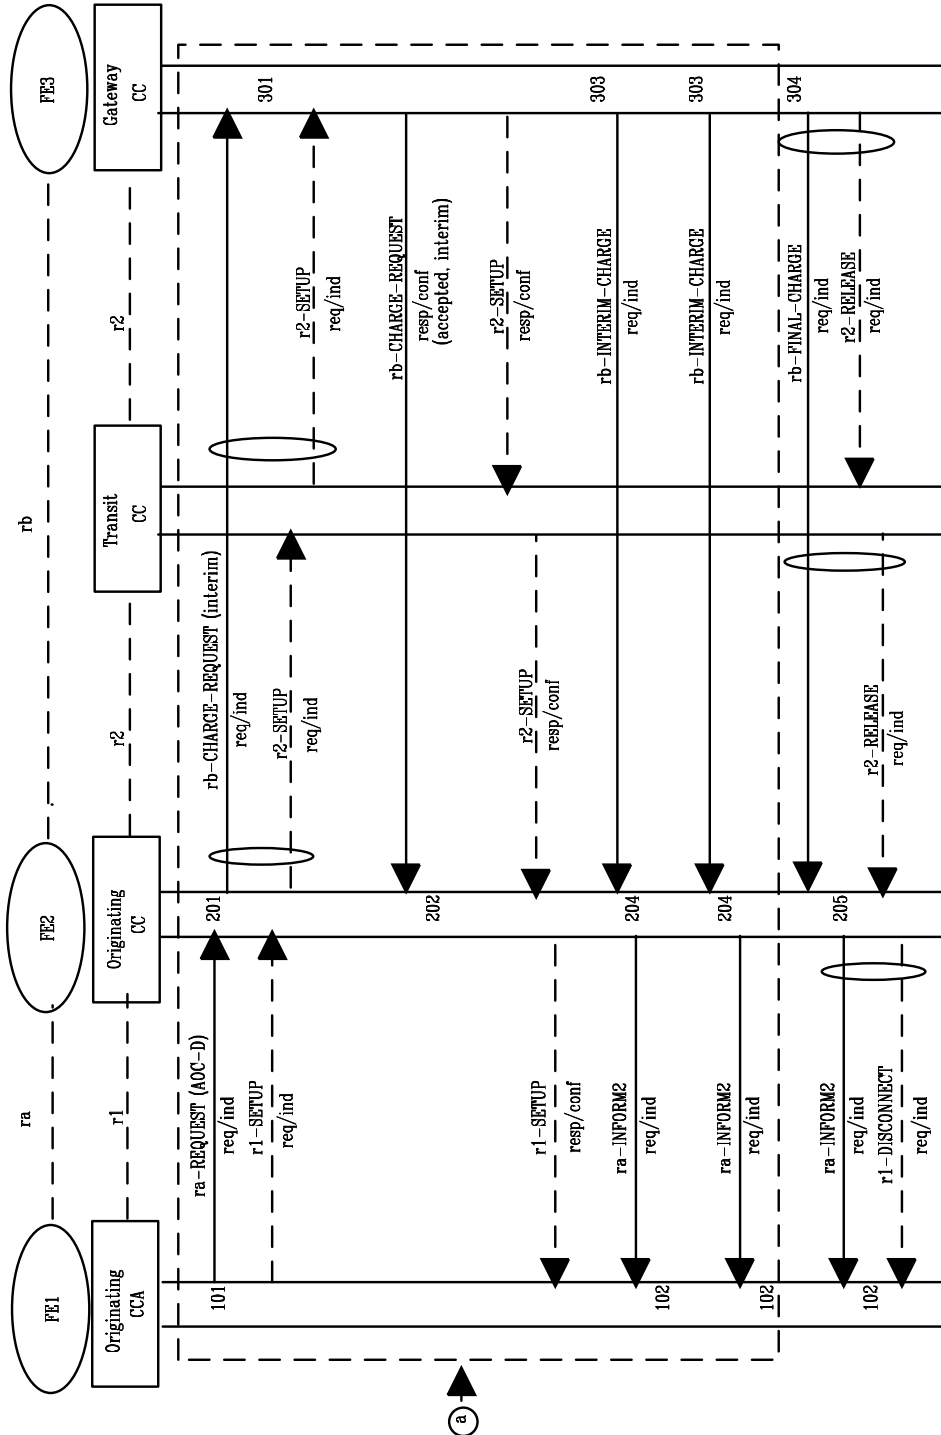 FE1
ra
FE2
rb
FE3
Originating
CCA
r1
Originating
CC
r2
Transit
CC
r2
Gateway
CC
101
ra-REQUEST (AOC-D)
req/ind
r1-SETUP
req/ind
201
rb-CHARGE-REQUEST (interim)
req/ind
r2-SETUP
req/ind
r2-SETUP
req/ind
301
rb-CHARGE-REQUEST
resp/conf
(accepted, interim)
202
r2-SETUP
resp/conf
r2-SETUP
resp/conf
r1-SETUP
resp/conf
a
rb-INTERIM-CHARGE
req/ind
303
204
ra-INFORM2
req/ind
102
rb-INTERIM-CHARGE
req/ind
303
204
ra-INFORM2
req/ind
102
rb-FINAL-CHARGE
req/ind
304
r2-RELEASE
req/ind
r2-RELEASE
req/ind
205
ra-INFORM2
req/ind
102
r1-DISCONNECT
req/ind